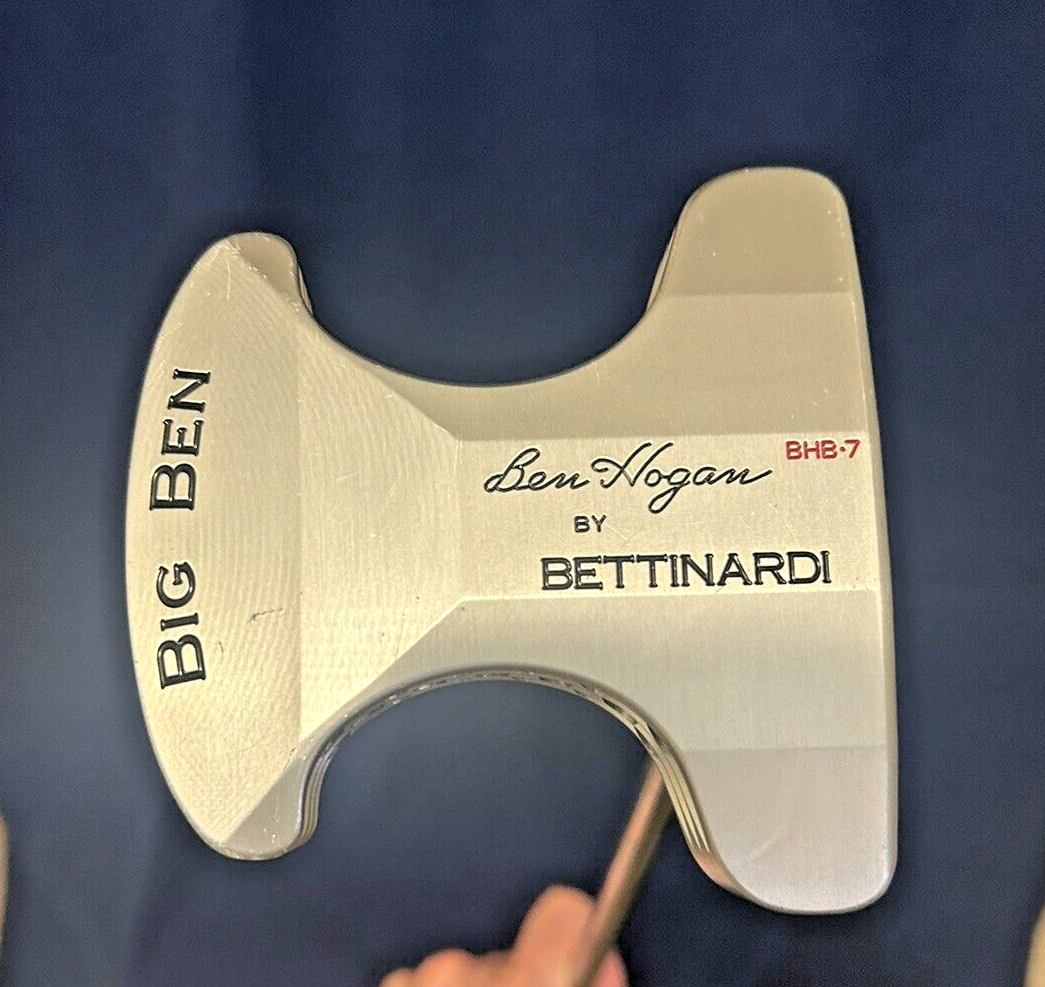 BIG BEN
Ben Hogan
BHB·7
BY
BETTINARDI